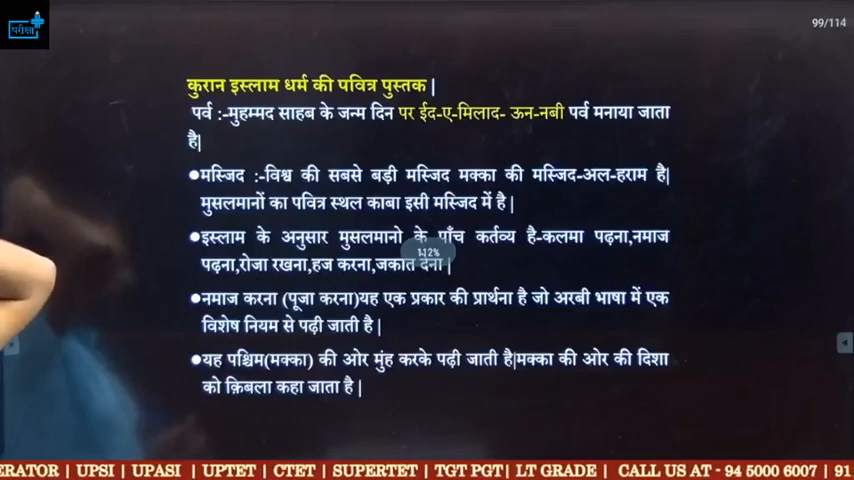 परीक्षा
99/114
कुरान इस्लाम धर्म की पवित्र पुस्तक |
पर्व :-मुहम्मद साहब के जन्म दिन पर ईद-ए-मिलाद- ऊन-नबी पर्व मनाया जाता
है|
●मस्जिद :-विश्व की सबसे बड़ी मस्जिद मक्का की मस्जिद-अल-हराम है|
मुसलमानों का पवित्र स्थल काबा इसी मस्जिद में है |
●इस्लाम के अनुसार मुसलमानो के पाँच कर्तव्य है-कलमा पढ़ना,नमाज
112%
पढ़ना,रोजा रखना,हज करना,जकात देना |
●नमाज करना (पूजा करना)यह एक प्रकार की प्रार्थना है जो अरबी भाषा में एक
विशेष नियम से पढ़ी जाती है |
●यह पश्चिम(मक्का) की ओर मुंह करके पढ़ी जाती है|मक्का की ओर की दिशा
को क़िबला कहा जाता है |
ERATOR | UPSI | UPASI | UPTET | CTET | SUPERTET | TGT PGT| LT GRADE | CALL US AT - 94 5000 6007 | 91